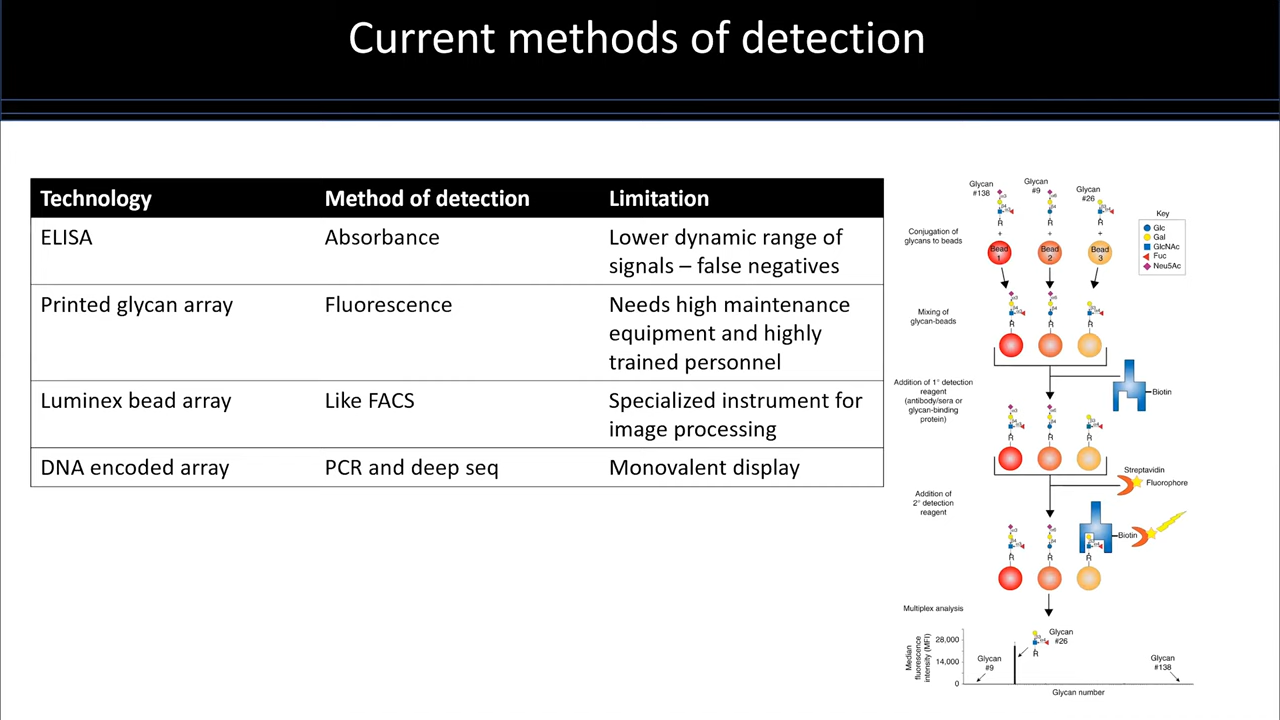 Current methods of detection
Technology Method of detection Limitation
ELISA Absorbance Lower dynamic range of
signals – false negatives
Printed glycan array Fluorescence Needs high maintenance
equipment and highly
trained personnel
Luminex bead array Like FACS Specialized instrument for
image processing
DNA encoded array PCR and deep seq Monovalent display
Glycan
#138
Glycan
#9
Glycan
#26
Key
Glc
Gal
GlcNAc
Fuc
Neu5Ac
R R R
+ + +
Conjugation of
glycans to beads
Bead
1
Bead
2
Bead
3
Mixing of
glycan-beads
R R R
Addition of 1° detection
reagent
(antibody/sera or
glycan-binding
protein)
Biotin
R R R
Streptavidin
Fluorophore
Addition of
2° detection
reagent
Biotin
R R R
Multiplex analysis
Median
fluorescence
intensity (MFI)
28,000
14,000
0
Glycan
#9
R
Glycan
#26
Glycan
#138
Glycan number